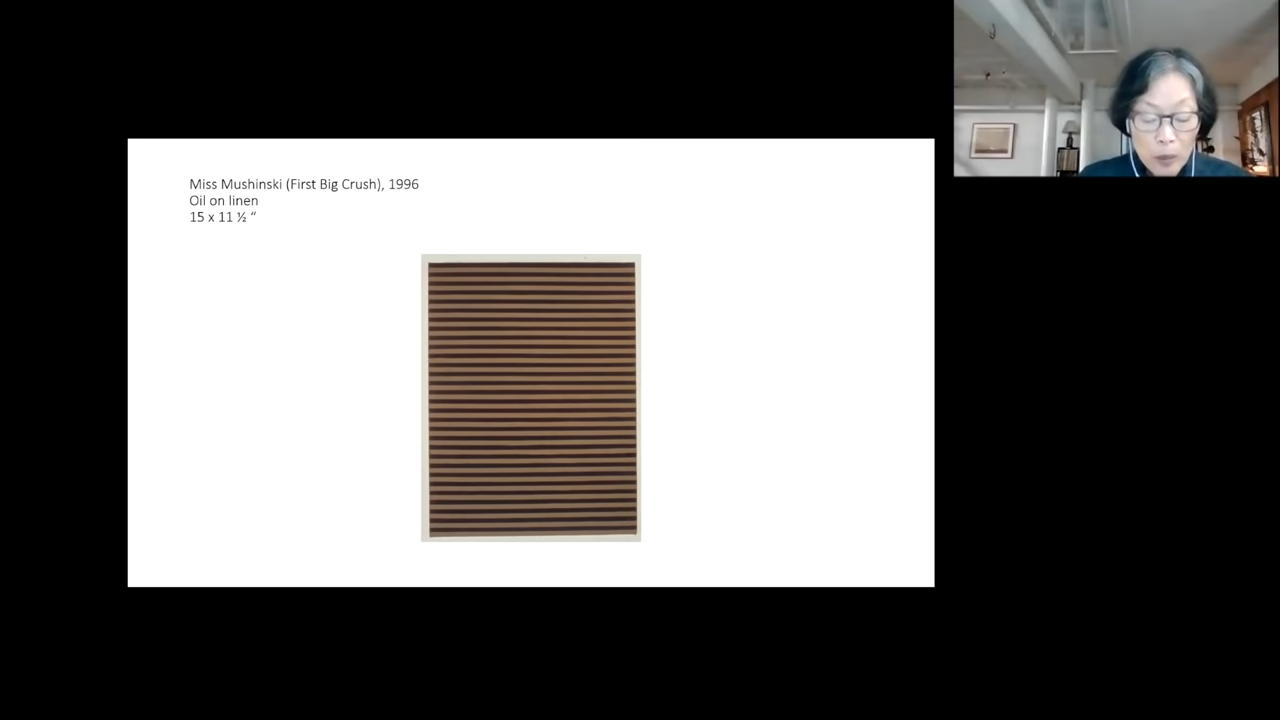 Miss Mushinski (First Big Crush), 1996
Oil on linen
15 x 11 ½ “